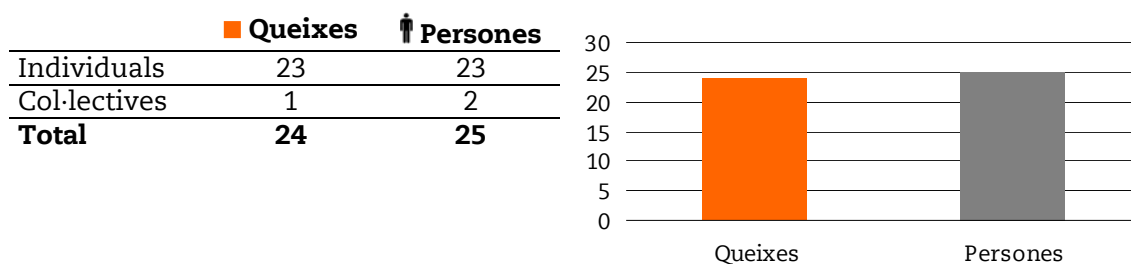 Queixes Persones
Individuals 23 23
Col·lectives 1 2
Total 24 25
30
25
20
15
10
5
0
Queixes Persones